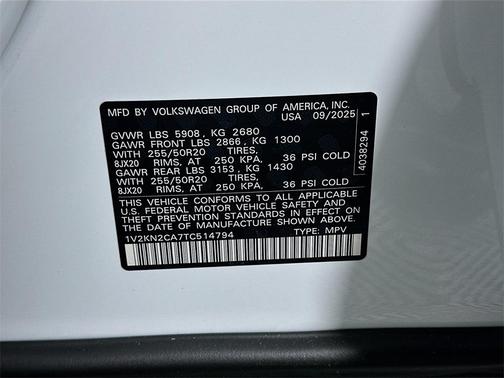 MFD BY VOLKSWAGEN GROUP OF AMERICA, INC.
USA 09/2025
GVWR LBS 5908 , KG 2680
GAWR FRONT LBS 2866 , KG 1300
WITH 255/50R20 TIRES,
8JX20 RIMS, AT 250 KPA, 36 PSI COLD
GAWR REAR LBS 3153 , KG 1430
WITH 255/50R20 TIRES,
8JX20 RIMS, AT 250 KPA, 36 PSI COLD
THIS VEHICLE CONFORMS TO ALL APPLICABLE
U.S. FEDERAL MOTOR VEHICLE SAFETY AND
THEFT PREVENTION STANDARDS IN EFFECT
ON THE DATE OF MANUFACTURE SHOWN ABOVE.
1V2KN2CA7TC514794 TYPE: MPV
4038294 1